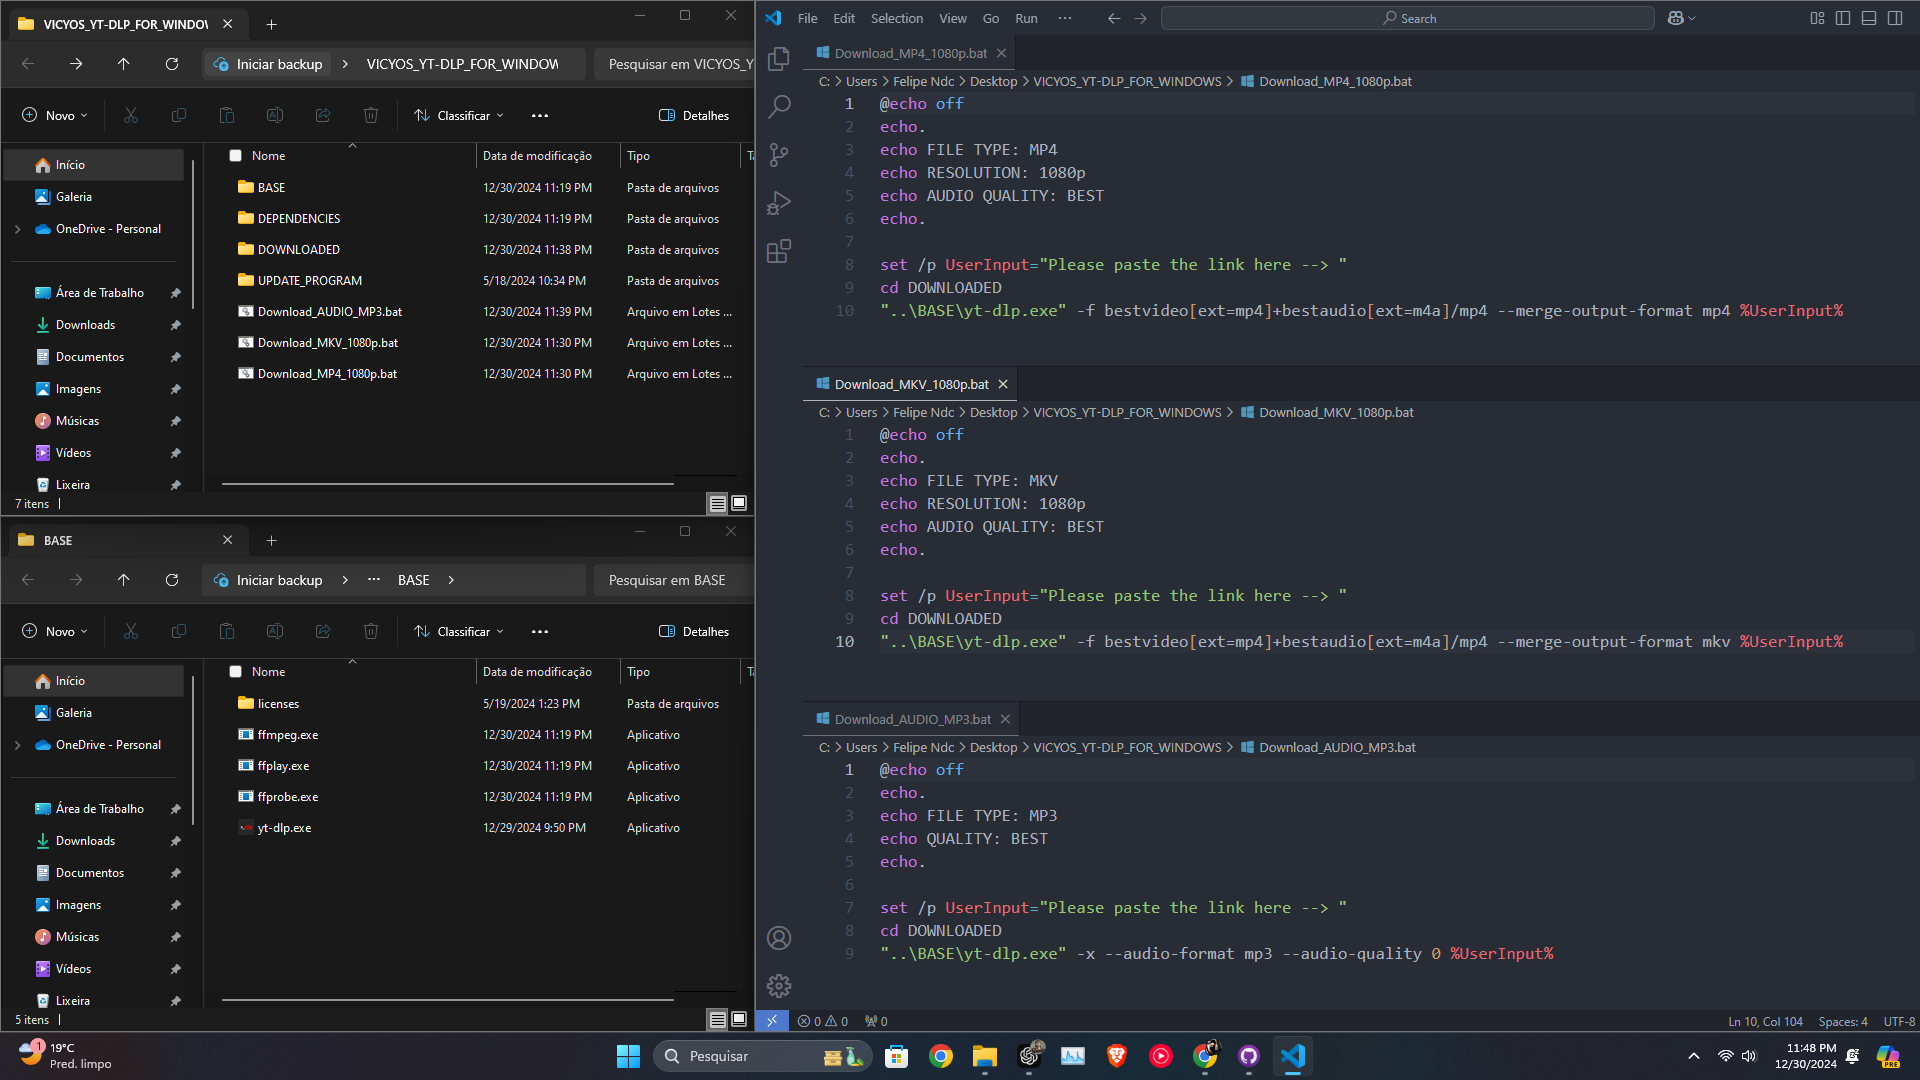 VICYOS_YT-DLP_FOR_WINDOW
Iniciar backup
VICYOS_YT-DLP_FOR_WINDOW
Pesquisar em VICYOS_Y
Novo
Classificar
Detalhes
Início
Galeria
OneDrive - Personal
Área de Trabalho
Downloads
Documentos
Imagens
Músicas
Vídeos
Lixeira
Nome Data de modificação Tipo
BASE 12/30/2024 11:19 PM Pasta de arquivos
DEPENDENCIES 12/30/2024 11:19 PM Pasta de arquivos
DOWNLOADED 12/30/2024 11:38 PM Pasta de arquivos
UPDATE_PROGRAM 5/18/2024 10:34 PM Pasta de arquivos
Download_AUDIO_MP3.bat 12/30/2024 11:39 PM Arquivo em Lotes ...
Download_MKV_1080p.bat 12/30/2024 11:30 PM Arquivo em Lotes ...
Download_MP4_1080p.bat 12/30/2024 11:30 PM Arquivo em Lotes ...
7 itens
BASE
Iniciar backup
BASE
Pesquisar em BASE
Novo
Classificar
Detalhes
Início
Galeria
OneDrive - Personal
Área de Trabalho
Downloads
Documentos
Imagens
Músicas
Vídeos
Lixeira
Nome Data de modificação Tipo
licenses 5/19/2024 1:23 PM Pasta de arquivos
ffmpeg.exe 12/30/2024 11:19 PM Aplicativo
ffplay.exe 12/30/2024 11:19 PM Aplicativo
ffprobe.exe 12/30/2024 11:19 PM Aplicativo
yt-dlp.exe 12/29/2024 9:50 PM Aplicativo
5 itens
File Edit Selection View Go Run ···
Search
Download_MP4_1080p.bat
C: > Users > Felipe Ndc > Desktop > VICYOS_YT-DLP_FOR_WINDOWS > Download_MP4_1080p.bat
1 @echo off
2 echo.
3 echo FILE TYPE: MP4
4 echo RESOLUTION: 1080p
5 echo AUDIO QUALITY: BEST
6 echo.
7
8 set /p UserInput="Please paste the link here --> "
9 cd DOWNLOADED
10 "..\BASE\yt-dlp.exe" -f bestvideo[ext=mp4]+bestaudio[ext=m4a]/mp4 --merge-output-format mp4 %UserInput%
Download_MKV_1080p.bat
C: > Users > Felipe Ndc > Desktop > VICYOS_YT-DLP_FOR_WINDOWS > Download_MKV_1080p.bat
1 @echo off
2 echo.
3 echo FILE TYPE: MKV
4 echo RESOLUTION: 1080p
5 echo AUDIO QUALITY: BEST
6 echo.
7
8 set /p UserInput="Please paste the link here --> "
9 cd DOWNLOADED
10 "..\BASE\yt-dlp.exe" -f bestvideo[ext=mp4]+bestaudio[ext=m4a]/mp4 --merge-output-format mkv %UserInput%
Download_AUDIO_MP3.bat
C: > Users > Felipe Ndc > Desktop > VICYOS_YT-DLP_FOR_WINDOWS > Download_AUDIO_MP3.bat
1 @echo off
2 echo.
3 echo FILE TYPE: MP3
4 echo QUALITY: BEST
5 echo.
6
7 set /p UserInput="Please paste the link here --> "
8 cd DOWNLOADED
9 "..\BASE\yt-dlp.exe" -x --audio-format mp3 --audio-quality 0 %UserInput%
0 0 0
Ln 10, Col 104 Spaces: 4 UTF-8
1
19°C
Pred. limpo
Pesquisar
11:48 PM
12/30/2024
PRE